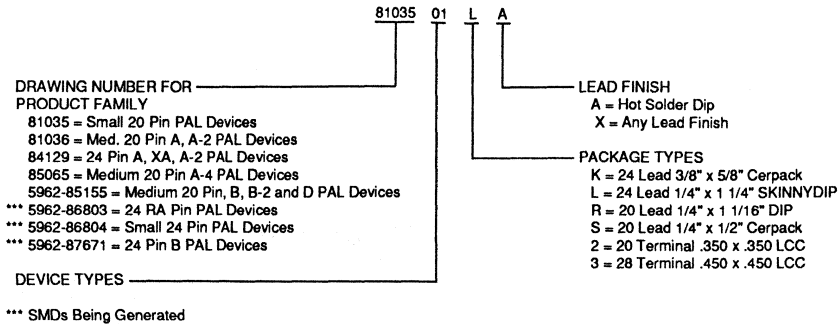 81035 01 L A
DRAWING NUMBER FOR
PRODUCT FAMILY
81035 = Small 20 Pin PAL Devices
81036 = Med. 20 Pin A, A-2 PAL Devices
84129 = 24 Pin A, XA, A-2 PAL Devices
85065 = Medium 20 Pin A-4 PAL Devices
5962-85155 = Medium 20 Pin, B, B-2 and D PAL Devices
*** 5962-86803 = 24 RA Pin PAL Devices
*** 5962-86804 = Small 24 Pin PAL Devices
*** 5962-87671 = 24 Pin B PAL Devices
DEVICE TYPES
*** SMDs Being Generated
LEAD FINISH
A = Hot Solder Dip
X = Any Lead Finish
PACKAGE TYPES
K = 24 Lead 3/8" x 5/8" Cerpack
L = 24 Lead 1/4" x 1 1/4" SKINNYDIP
R = 20 Lead 1/4" x 1 1/16" DIP
S = 20 Lead 1/4" x 1/2" Cerpack
2 = 20 Terminal .350 x .350 LCC
3 = 28 Terminal .450 x .450 LCC